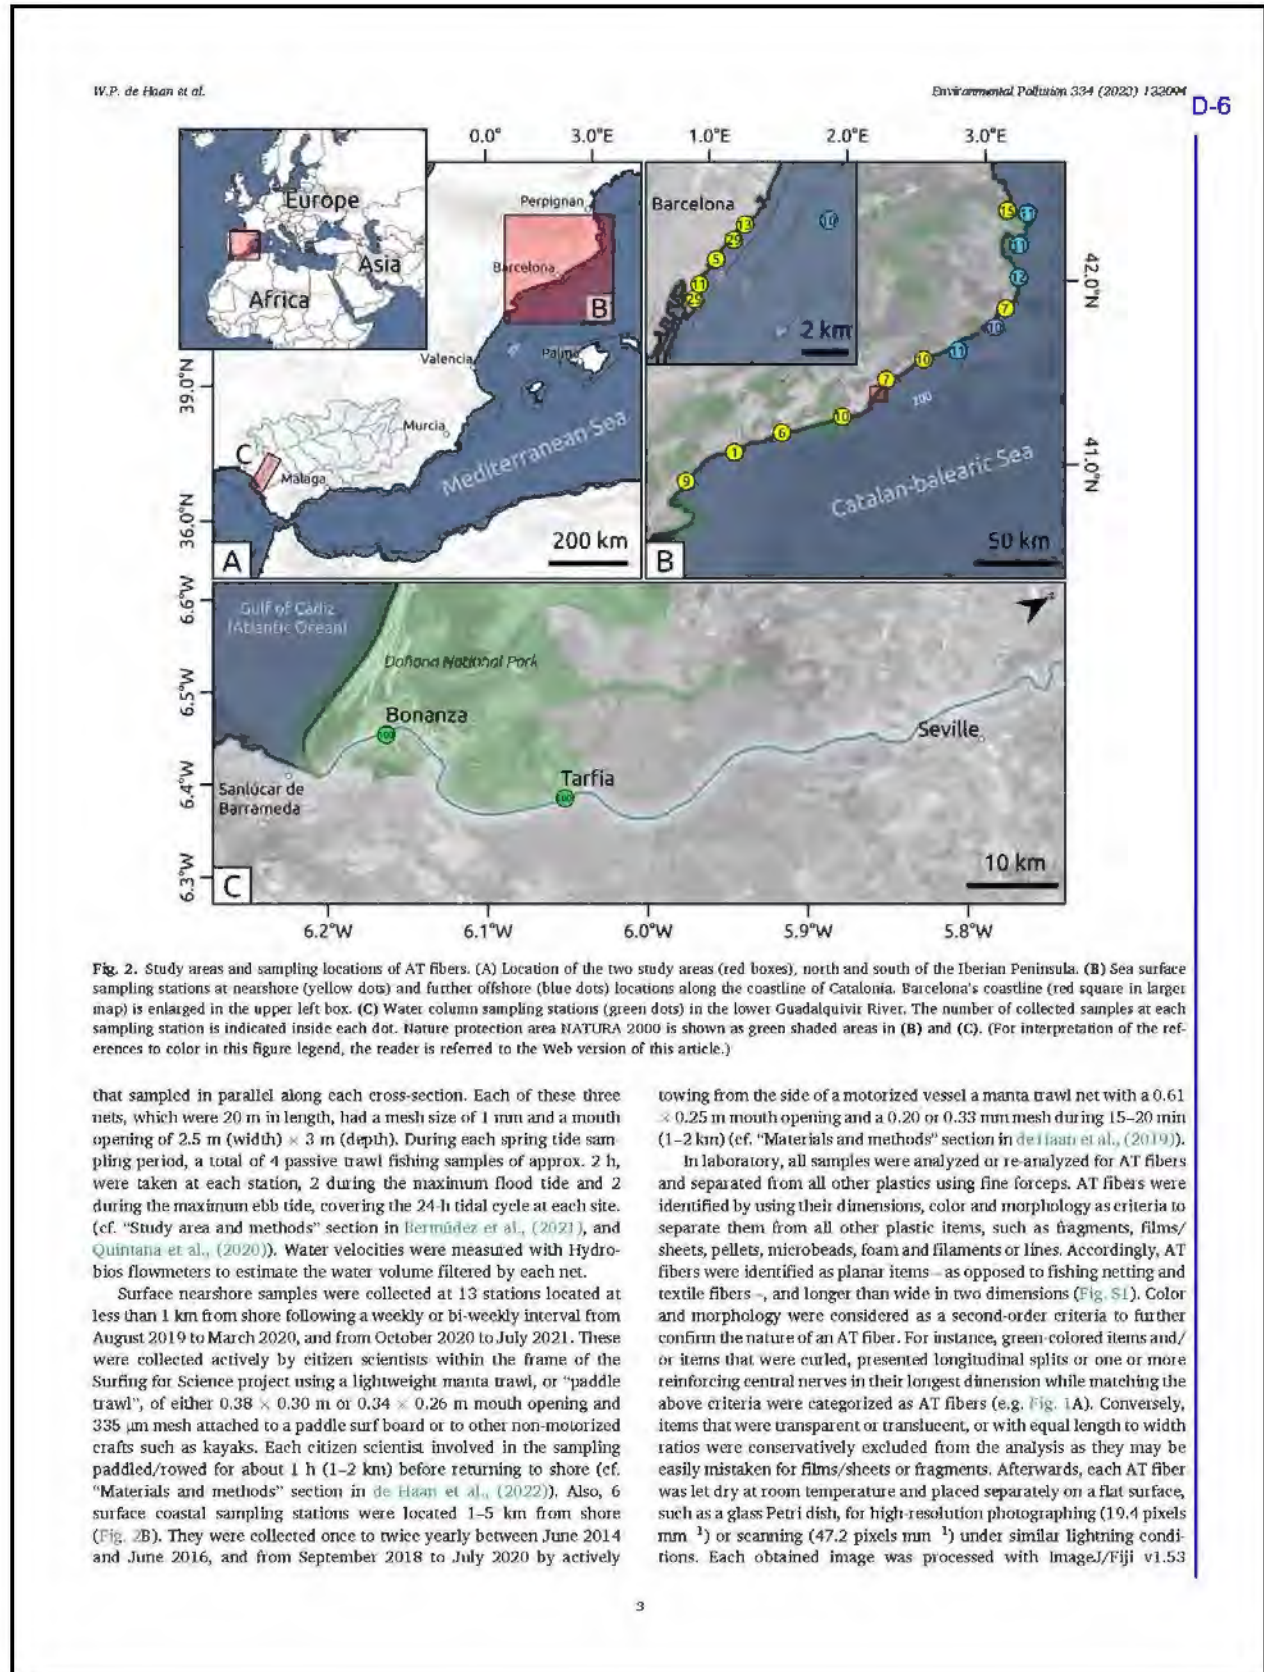 W.P. de Haan et al.
Environmental Pollution 334 (2023) 122094
D-6
0.0°
3.0°E
1.0°E
2.0°E
3.0°E
Europe
Asia
Africa
Perpignan
Barcelona
B
Valencia
Palma
Murcia
C
Málaga
Mediterranean Sea
39.0°N
36.0°N
A
200 km
Barcelona
10
13
29
5
11
29
2 km
15
11
11
12
7
10
11
10
7
200
10
6
1
9
Catalan-balearic Sea
42.0°N
41.0°N
B
50 km
6.6°W
6.5°W
6.4°W
6.3°W
Gulf of Cádiz
(Atlantic Ocean)
Doñana National Park
Bonanza
100
Tarfia
100
Seville
Sanlúcar de
Barrameda
C
10 km
6.2°W
6.1°W
6.0°W
5.9°W
5.8°W
Fig. 2. Study areas and sampling locations of AT fibers. (A) Location of the two study areas (red boxes), north and south of the Iberian Peninsula. (B) Sea surface
sampling stations at nearshore (yellow dots) and further offshore (blue dots) locations along the coastline of Catalonia. Barcelona's coastline (red square in larger
map) is enlarged in the upper left box. (C) Water column sampling stations (green dots) in the lower Guadalquivir River. The number of collected samples at each
sampling station is indicated inside each dot. Nature protection area NATURA 2000 is shown as green shaded areas in (B) and (C). (For interpretation of the ref-
erences to color in this figure legend, the reader is referred to the Web version of this article.)
that sampled in parallel along each cross-section. Each of these three
nets, which were 20 m in length, had a mesh size of 1 mm and a mouth
opening of 2.5 m (width) × 3 m (depth). During each spring tide sam-
pling period, a total of 4 passive trawl fishing samples of approx. 2 h,
were taken at each station, 2 during the maximum flood tide and 2
during the maximum ebb tide, covering the 24-h tidal cycle at each site.
(cf. "Study area and methods" section in Bermúdez et al., (2021), and
Quintana et al., (2020)). Water velocities were measured with Hydro-
bios flowmeters to estimate the water volume filtered by each net.
Surface nearshore samples were collected at 13 stations located at
less than 1 km from shore following a weekly or bi-weekly interval from
August 2019 to March 2020, and from October 2020 to July 2021. These
were collected actively by citizen scientists within the frame of the
Surfing for Science project using a lightweight manta trawl, or "paddle
trawl", of either 0.38 × 0.30 m or 0.34 × 0.26 m mouth opening and
335 μm mesh attached to a paddle surf board or to other non-motorized
crafts such as kayaks. Each citizen scientist involved in the sampling
paddled/rowed for about 1 h (1–2 km) before returning to shore (cf.
"Materials and methods" section in de Haan et al., (2022)). Also, 6
surface coastal sampling stations were located 1–5 km from shore
(Fig. 2B). They were collected once to twice yearly between June 2014
and June 2016, and from September 2018 to July 2020 by actively
towing from the side of a motorized vessel a manta trawl net with a 0.61
× 0.25 m mouth opening and a 0.20 or 0.33 mm mesh during 15–20 min
(1–2 km) (cf. "Materials and methods" section in de Haan et al., (2019)).
In laboratory, all samples were analyzed or re-analyzed for AT fibers
and separated from all other plastics using fine forceps. AT fibers were
identified by using their dimensions, color and morphology as criteria to
separate them from all other plastic items, such as fragments, films/
sheets, pellets, microbeads, foam and filaments or lines. Accordingly, AT
fibers were identified as planar items – as opposed to fishing netting and
textile fibers –, and longer than wide in two dimensions (Fig. S1). Color
and morphology were considered as a second-order criteria to further
confirm the nature of an AT fiber. For instance, green-colored items and/
or items that were curled, presented longitudinal splits or one or more
reinforcing central nerves in their longest dimension while matching the
above criteria were categorized as AT fibers (e.g. Fig. 1A). Conversely,
items that were transparent or translucent, or with equal length to width
ratios were conservatively excluded from the analysis as they may be
easily mistaken for films/sheets or fragments. Afterwards, each AT fiber
was let dry at room temperature and placed separately on a flat surface,
such as a glass Petri dish, for high-resolution photographing (19.4 pixels
mm ¹) or scanning (47.2 pixels mm ¹) under similar lightning condi-
tions. Each obtained image was processed with ImageJ/Fiji v1.53
3